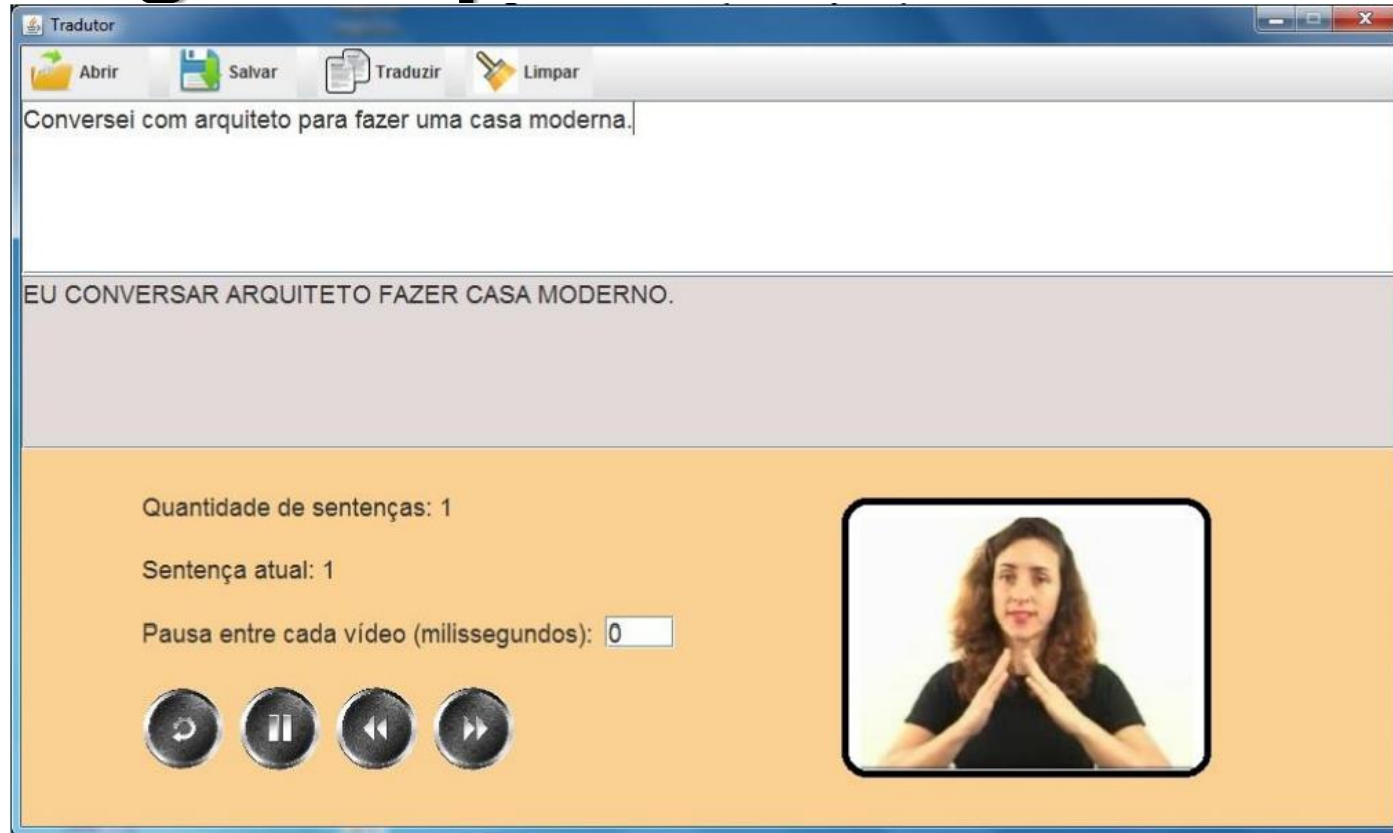 Tradutor
Abrir Salvar Traduzir Limpar
Conversei com arquiteto para fazer uma casa moderna.
EU CONVERSAR ARQUITETO FAZER CASA MODERNO.
Quantidade de sentenças: 1
Sentença atual: 1
Pausa entre cada vídeo (milissegundos): 0